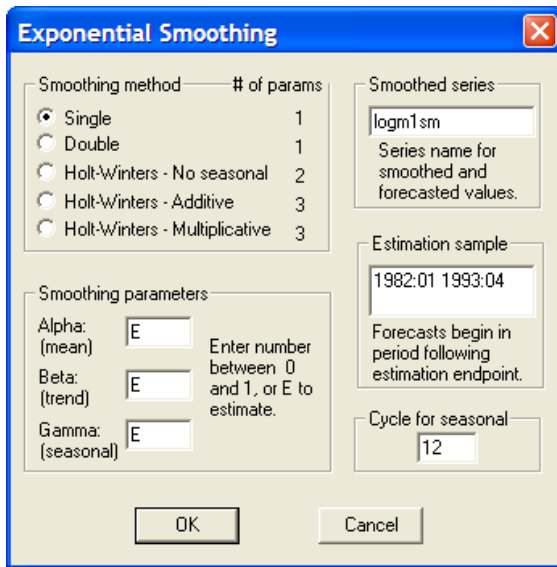 Exponential Smoothing
Smoothing method # of params
Single 1
Double 1
Holt-Winters - No seasonal 2
Holt-Winters - Additive 3
Holt-Winters - Multiplicative 3
Smoothed series
logm1sm
Series name for
smoothed and
forecasted values.
Estimation sample
1982:01 1993:04
Forecasts begin in
period following
estimation endpoint.
Smoothing parameters
Alpha:
(mean)
E
Beta:
(trend)
E
Gamma:
(seasonal)
E
Enter number
between 0
and 1, or E to
estimate.
Cycle for seasonal
12
OK
Cancel